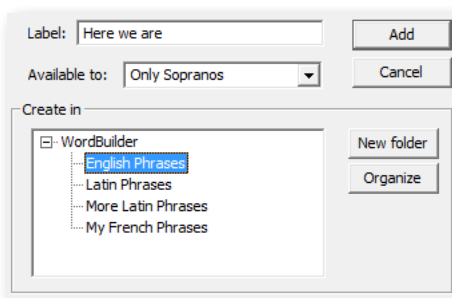 Label: Here we are Add
Available to: Only Sopranos Cancel
Create in
WordBuilder New folder
English Phrases
Latin Phrases Organize
More Latin Phrases
My French Phrases